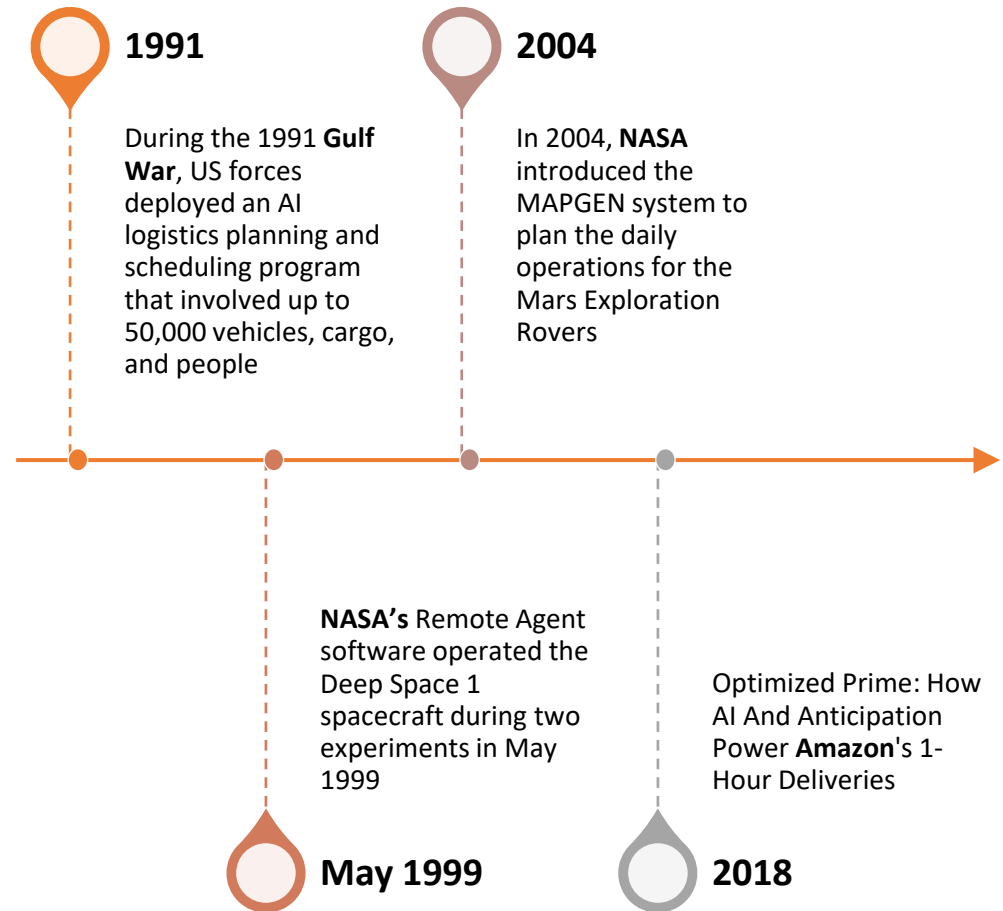 1991
During the 1991 Gulf
War, US forces
deployed an AI
logistics planning and
scheduling program
that involved up to
50,000 vehicles, cargo,
and people
2004
In 2004, NASA
introduced the
MAPGEN system to
plan the daily
operations for the
Mars Exploration
Rovers
NASA’s Remote Agent
software operated the
Deep Space 1
spacecraft during two
experiments in May
1999
May 1999
Optimized Prime: How
AI And Anticipation
Power Amazon's 1-
Hour Deliveries
2018